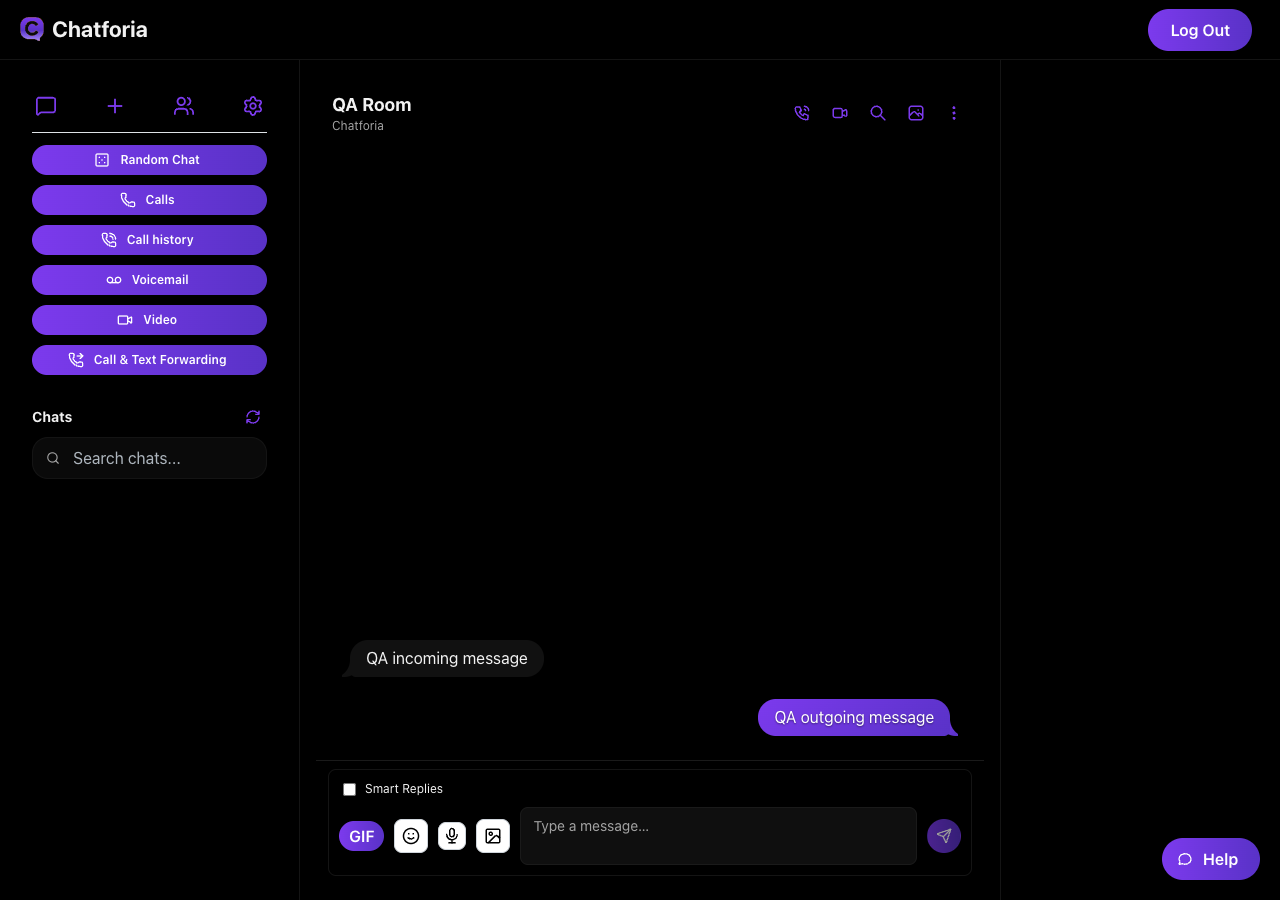 Chatforia
Log Out
Random Chat
Calls
Call history
Voicemail
Video
Call & Text Forwarding
Chats
Search chats...
QA Room
Chatforia
QA incoming message
QA outgoing message
Smart Replies
GIF
Type a message...
Help